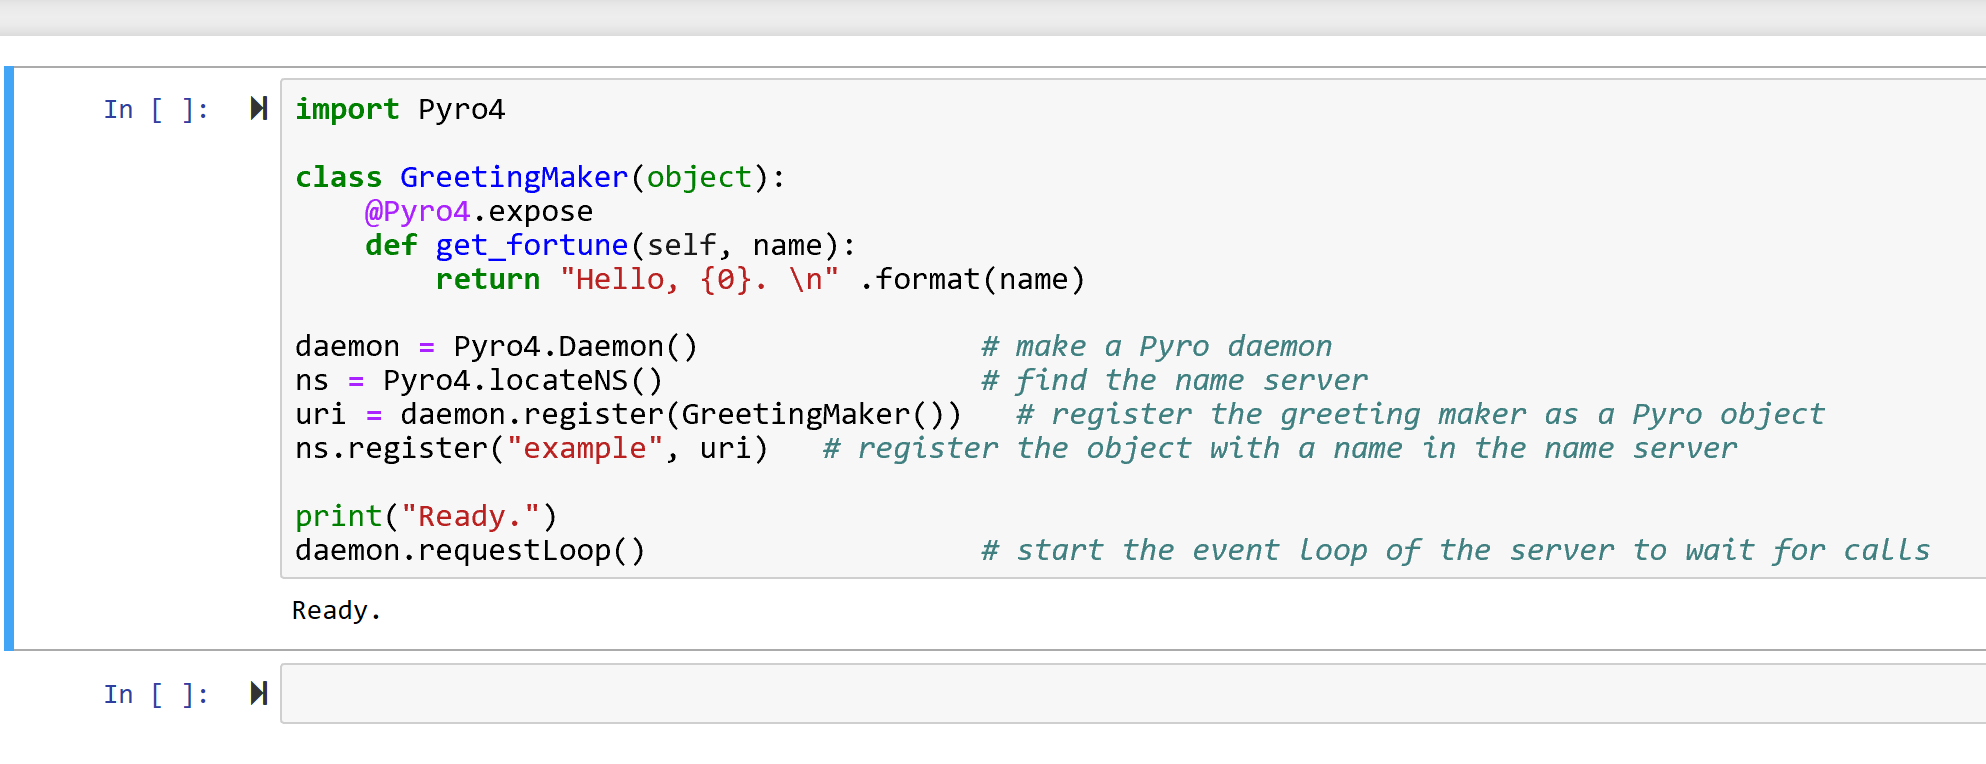 In [ ]: import Pyro4
class GreetingMaker(object):
    @Pyro4.expose
    def get_fortune(self, name):
        return "Hello, {0}. \n" .format(name)
daemon = Pyro4.Daemon()                # make a Pyro daemon
ns = Pyro4.locateNS()                  # find the name server
uri = daemon.register(GreetingMaker())   # register the greeting maker as a Pyro object
ns.register("example", uri)   # register the object with a name in the name server
print("Ready.")
daemon.requestLoop()                   # start the event loop of the server to wait for calls
Ready.
In [ ]: